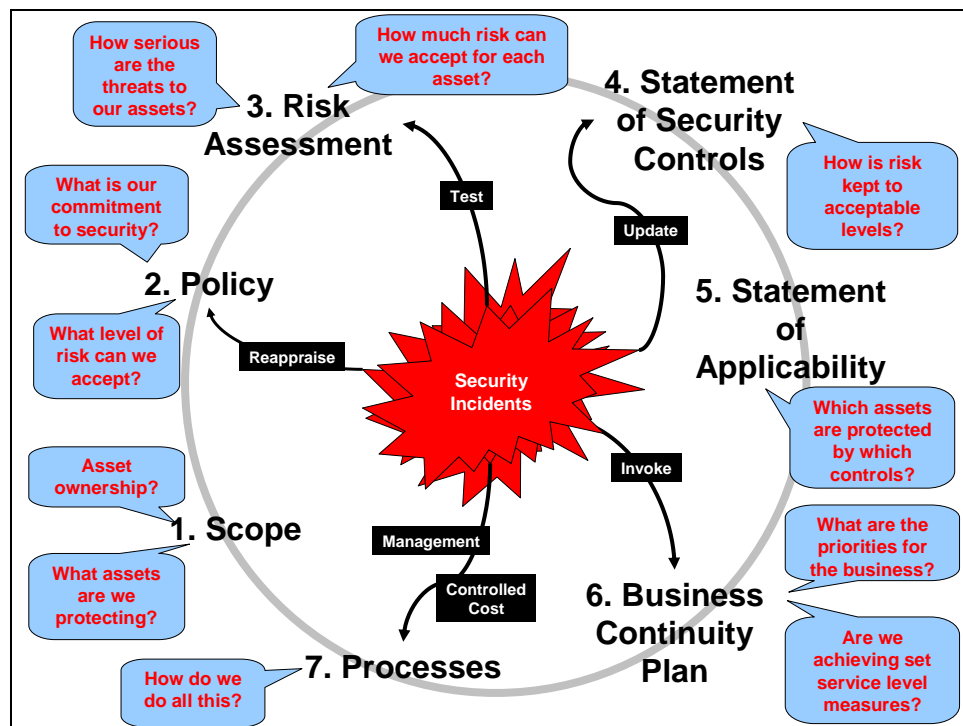 How serious
are the
threats to
our assets?
How much risk can
we accept for each
asset?
3. Risk
Assessment
4. Statement
of Security
Controls
How is risk
kept to
acceptable
levels?
What is our
commitment
to security?
Test
Update
2. Policy
What level of
risk can we
accept?
Reappraise
Security
Incidents
5. Statement
of
Applicability
Which assets
are protected
by which
controls?
Asset
ownership?
1. Scope
What assets
are we
protecting?
Invoke
Management
Controlled
Cost
What are the
priorities for
the business?
6. Business
Continuity
Plan
Are we
achieving set
service level
measures?
7. Processes
How do we
do all this?